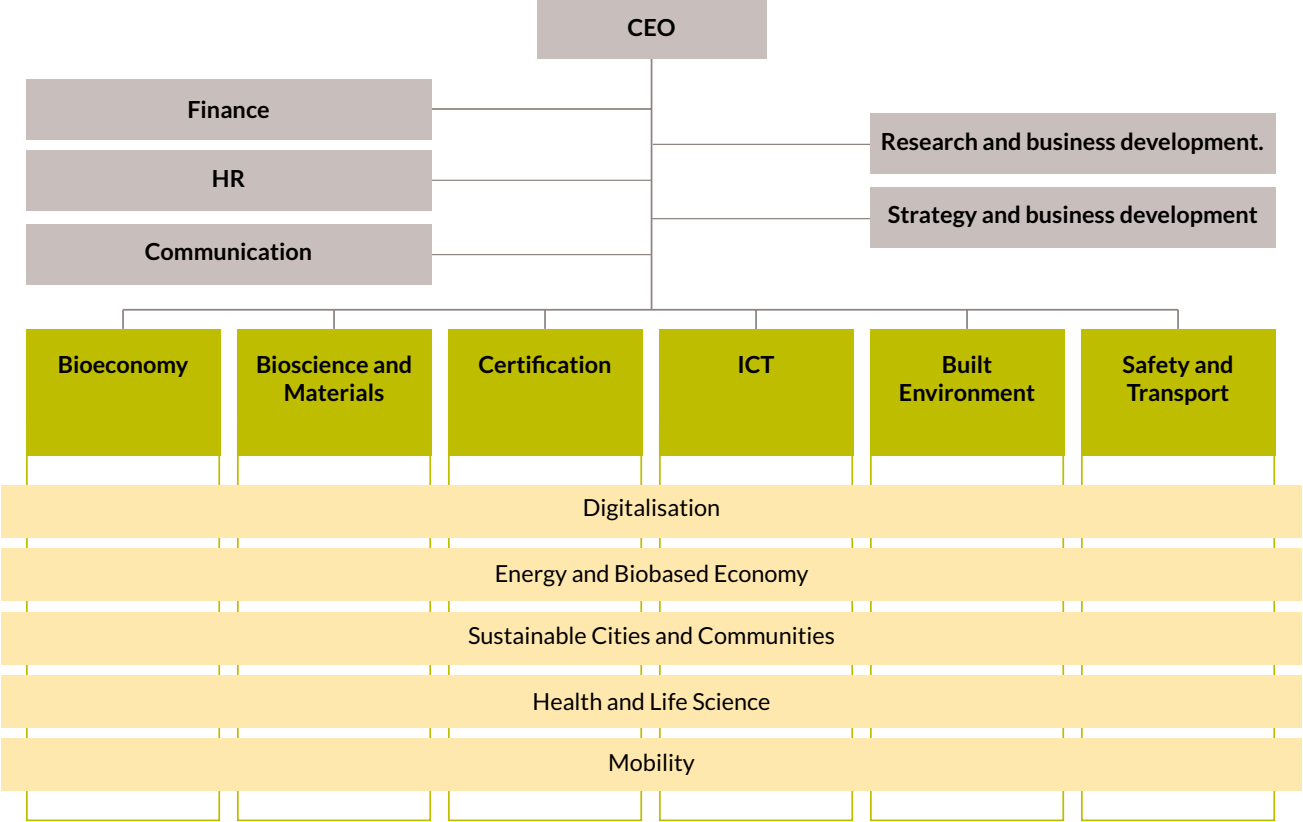 CEO
Finance
HR
Communication
Research and business development.
Strategy and business development
Bioeconomy
Bioscience and
Materials
Certification
ICT
Built
Environment
Safety and
Transport
Digitalisation
Energy and Biobased Economy
Sustainable Cities and Communities
Health and Life Science
Mobility